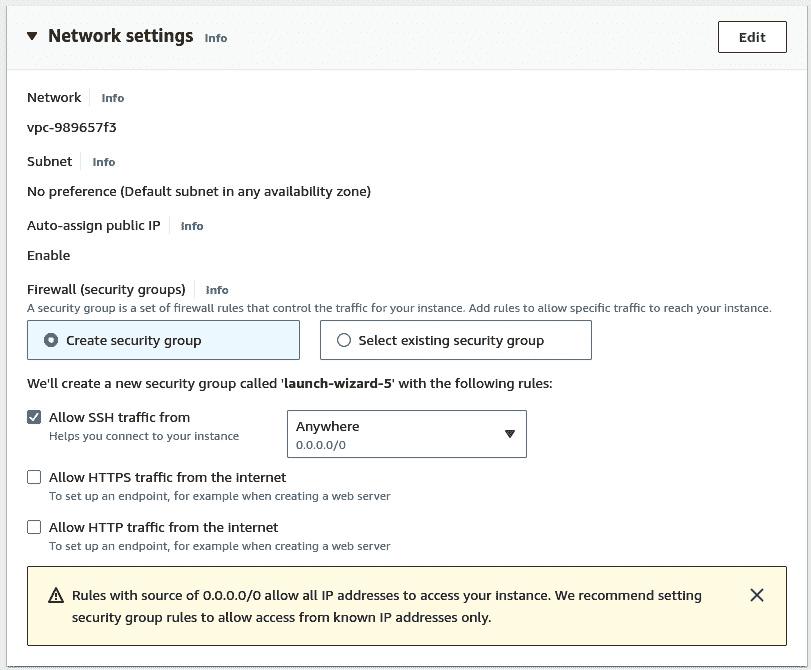 Network settings Info
Edit
Network Info
vpc-989657f3
Subnet Info
No preference (Default subnet in any availability zone)
Auto-assign public IP Info
Enable
Firewall (security groups) Info
A security group is a set of firewall rules that control the traffic for your instance. Add rules to allow specific traffic to reach your instance.
Create security group
Select existing security group
We'll create a new security group called 'launch-wizard-5' with the following rules:
Allow SSH traffic from
Helps you connect to your instance
Anywhere
0.0.0.0/0
Allow HTTPS traffic from the internet
To set up an endpoint, for example when creating a web server
Allow HTTP traffic from the internet
To set up an endpoint, for example when creating a web server
Rules with source of 0.0.0.0/0 allow all IP addresses to access your instance. We recommend setting
security group rules to allow access from known IP addresses only.